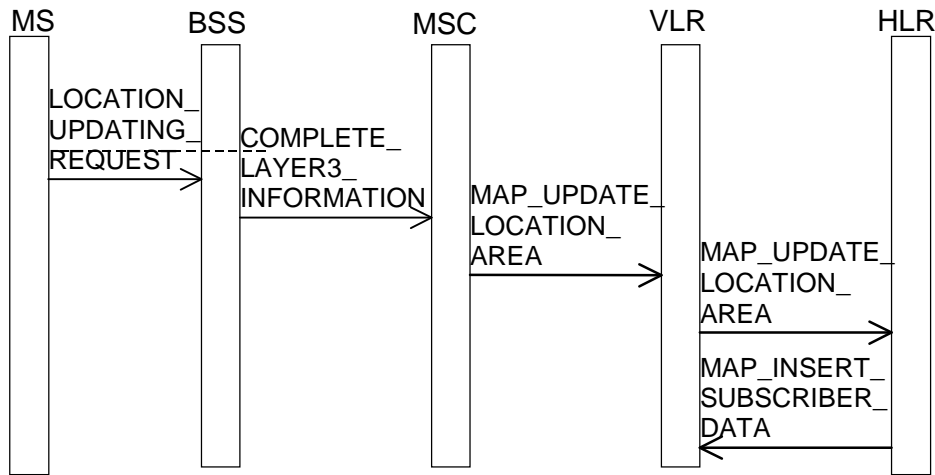 MS
BSS
MSC
VLR
HLR
LOCATION_
UPDATING_
REQUEST
COMPLETE_
LAYER3_
INFORMATION
MAP_UPDATE_
LOCATION_
AREA
MAP_UPDATE_
LOCATION_
AREA
MAP_INSERT_
SUBSCRIBER_
DATA